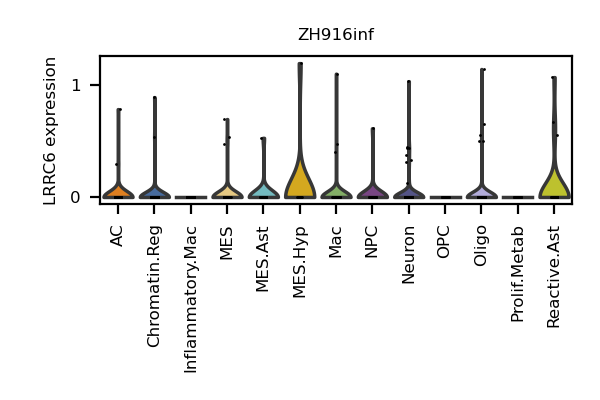 ZH916inf
LRRC6 expression
1
0
AC
Chromatin.Reg
Inflammatory.Mac
MES
MES.Ast
MES.Hyp
Mac
NPC
Neuron
OPC
Oligo
Prolif.Metab
Reactive.Ast